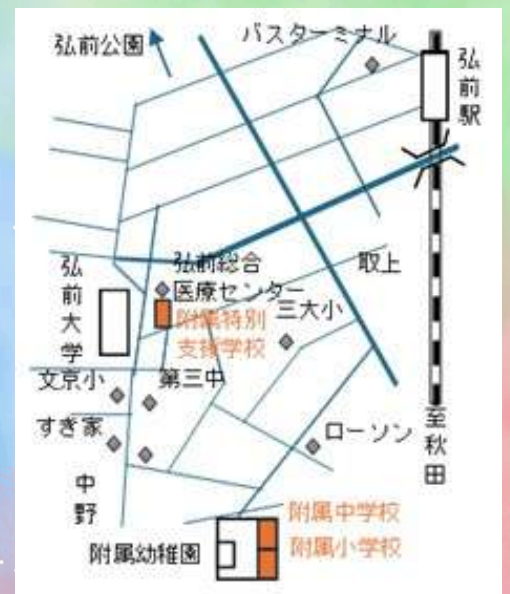 バスターミナル
弘前公園
弘前駅
弘前総合
医療センター
取上
弘前大学
附属特別
支援学校
三大小
文京小
第三中
すき家
ローソン
至秋田
中野
附属中学校
附属小学校
附属幼稚園